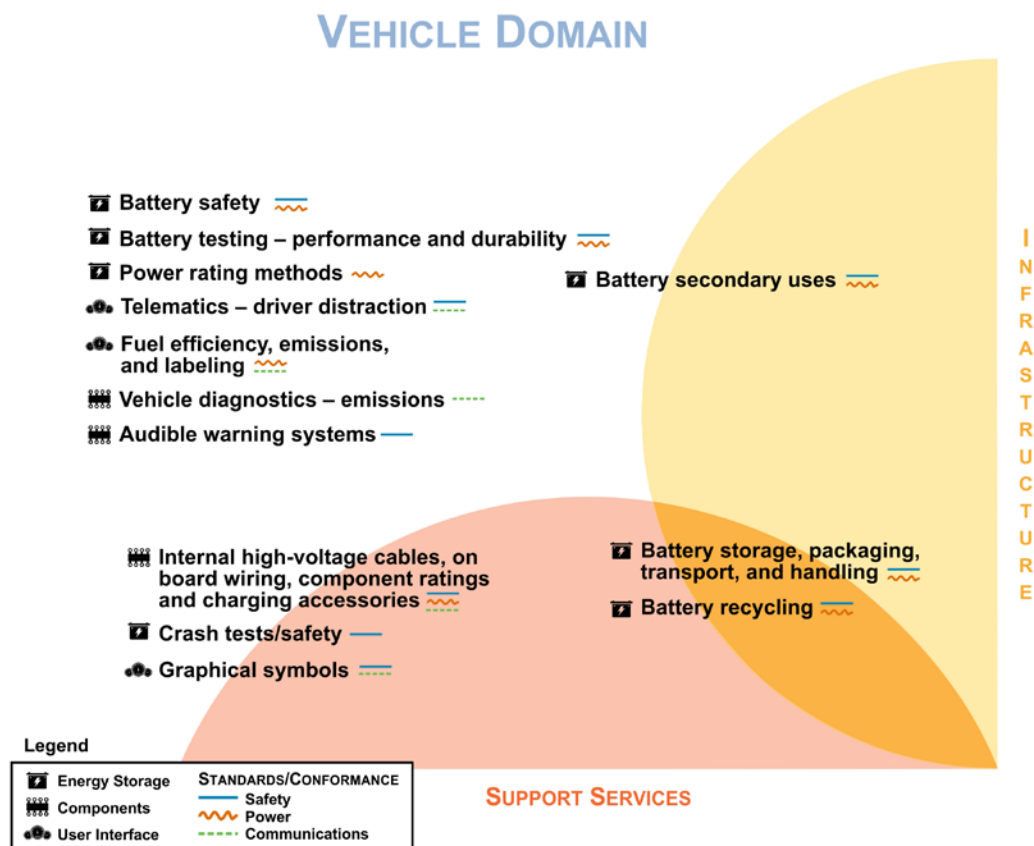 VEHICLE DOMAIN
Battery safety
Battery testing – performance and durability
Power rating methods
Battery secondary uses
Telematics – driver distraction
Fuel efficiency, emissions,
and labeling
Vehicle diagnostics – emissions
Audible warning systems
INFRASTRUCTURE
Internal high-voltage cables, on
board wiring, component ratings
and charging accessories
Crash tests/safety
Graphical symbols
Battery storage, packaging,
transport, and handling
Battery recycling
Legend
Energy Storage
Components
User Interface
STANDARDS/CONFORMANCE
Safety
Power
Communications
SUPPORT SERVICES